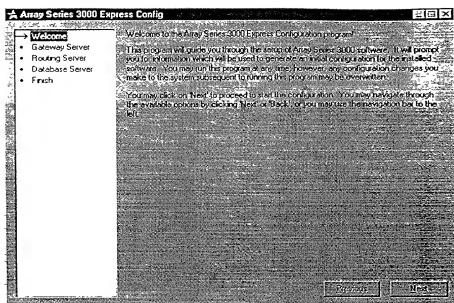 Array Series 3000 Express Config
Welcome
Gateway Server
Routing Server
Database Server
Finish
Welcome to the Array Series 3000 Express Configuration program!
This program will guide you through the setup of Array Series 3000 software. It will prompt
you for information which will be used to generate an initial configuration for the installed
software. You may run this program at any time, however, any configuration changes you
make to the system subsequent to running this program may be overwritten.
You may click on 'Next' to proceed to start the configuration. You may navigate through
the available options by clicking 'Next' or 'Back', or you may use the navigation bar to the
left.
Previous
Next